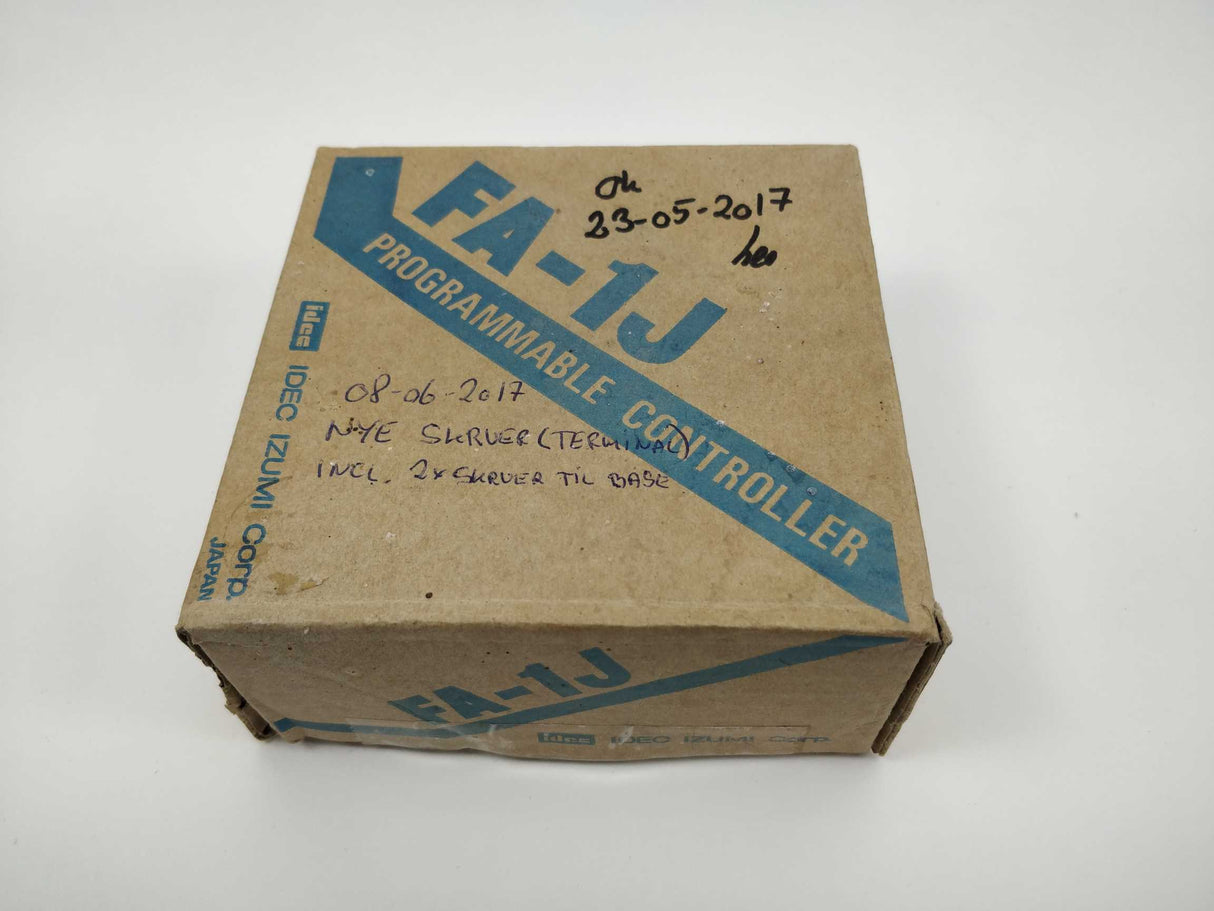 FA-1J
PROGRAMMABLE CONTROLLER
ok
23-05-2017
idec IDEC IZUMI Corp.
JAPAN
08-06-2017
NYE SKRUER (TERMINAL)
INCL. 2x SKRUER TIL BASE
FA-1J
idec IDEC IZUMI Corp.